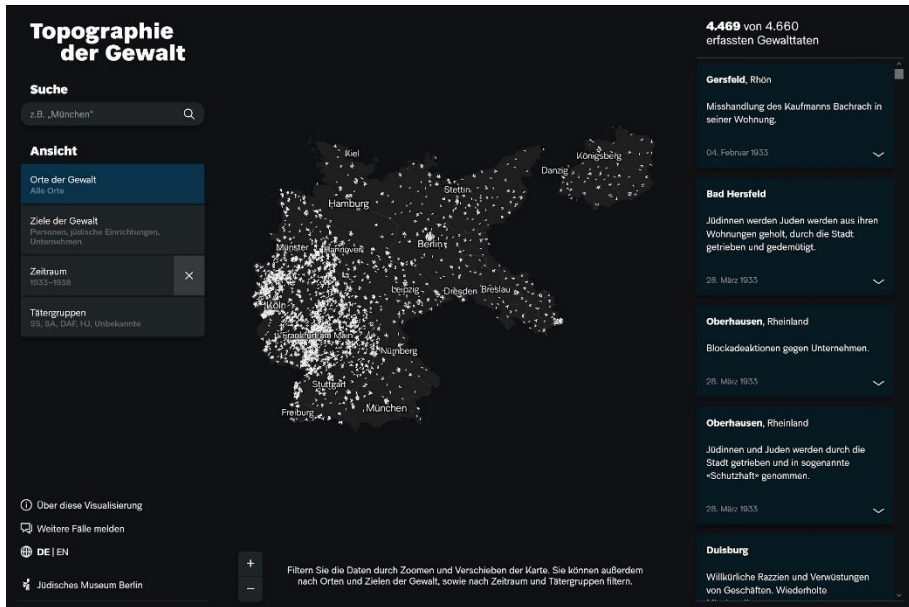 Topographie
der Gewalt
Suche
z.B. „München“
Ansicht
Orte der Gewalt
Alle Orte
Ziele der Gewalt
Personen, jüdische Einrichtungen,
Unternehmen
Zeitraum
1933–1938
Tätergruppen
SS, SA, DAF, HJ, Unbekannte
Über diese Visualisierung
Weitere Fälle melden
DE | EN
Jüdisches Museum Berlin
Kiel
Königsberg
Danzig
Stettin
Hamburg
Berlin
Münster
Hannover
Leipzig
Dresden
Breslau
Köln
Frankfurt am Main
Nürnberg
Stuttgart
München
Freiburg
+
–
Filtern Sie die Daten durch Zoomen und Verschieben der Karte. Sie können außerdem
nach Orten und Zielen der Gewalt, sowie nach Zeitraum und Tätergruppen filtern.
4.469 von 4.660
erfassten Gewalttaten
Gersfeld, Rhön
Misshandlung des Kaufmanns Bachrach in
seiner Wohnung.
04. Februar 1933
Bad Hersfeld
Jüdinnen werden Juden werden aus ihren
Wohnungen geholt, durch die Stadt
getrieben und gedemütigt.
28. März 1933
Oberhausen, Rheinland
Blockadeaktionen gegen Unternehmen.
28. März 1933
Oberhausen, Rheinland
Jüdinnen und Juden werden durch die
Stadt getrieben und in sogenannte
«Schutzhaft» genommen.
28. März 1933
Duisburg
Willkürliche Razzien und Verwüstungen
von Geschäften. Wiederholte